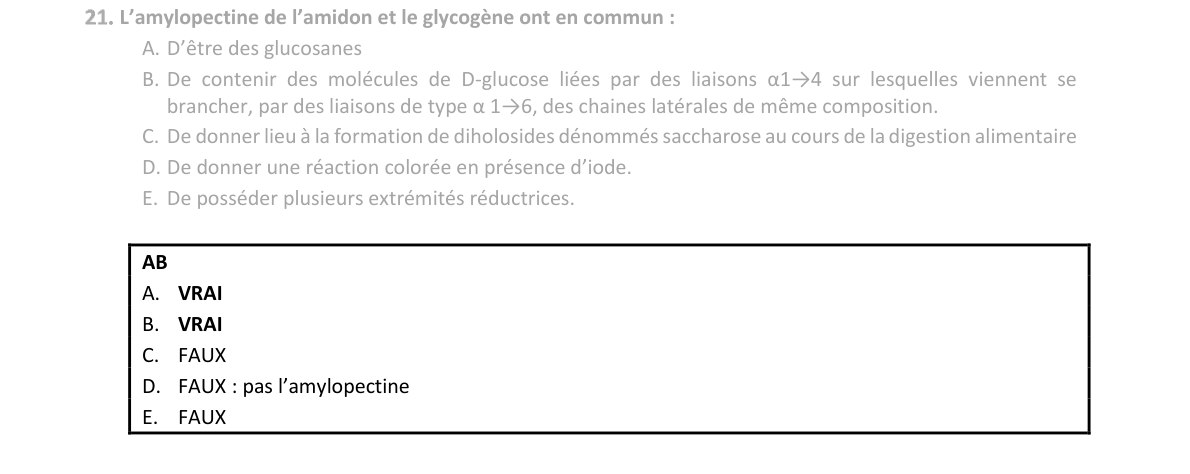 21. L’amylopectine de l’amidon et le glycogène ont en commun :
A. D’être des glucosanes
B. De contenir des molécules de D-glucose liées par des liaisons α1→4 sur lesquelles viennent se
brancher, par des liaisons de type α 1→6, des chaines latérales de même composition.
C. De donner lieu à la formation de diholosides dénommés saccharose au cours de la digestion alimentaire
D. De donner une réaction colorée en présence d’iode.
E. De posséder plusieurs extrémités réductrices.
AB
A. VRAI
B. VRAI
C. FAUX
D. FAUX : pas l’amylopectine
E. FAUX